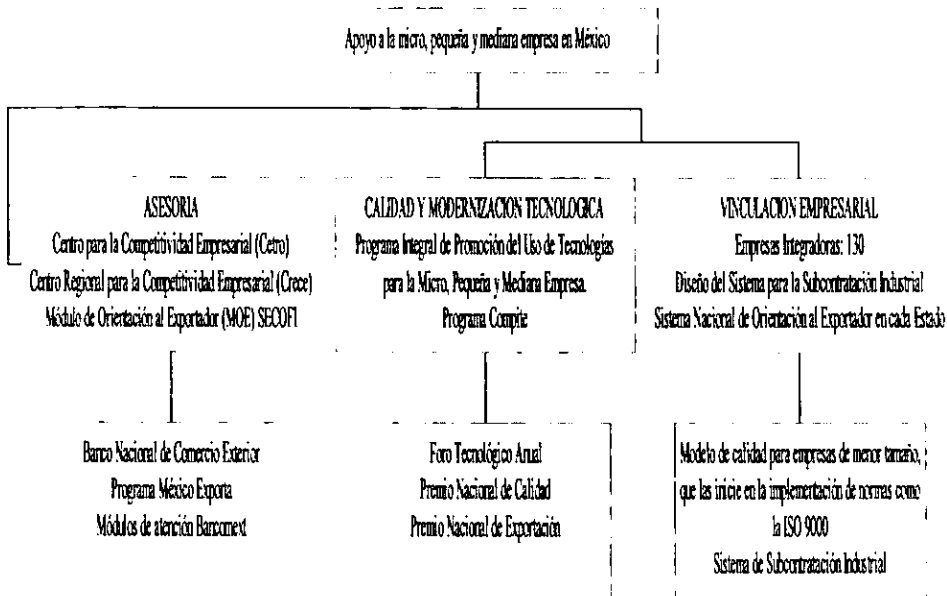 Apoyo a la micro, pequeña y mediana empresa en México
ASESORIA
Centro para la Competitividad Empresarial (Cetro)
Centro Regional para la Competitividad Empresarial (Crece)
Módulo de Orientación al Exportador (MOE) SECOFI
CALIDAD Y MODERNIZACION TECNOLOGICA
Programa Integral de Promoción del Uso de Tecnologías
para la Micro, Pequeña y Mediana Empresa.
Programa Compite
VINCULACION EMPRESARIAL
Empresas Integradoras: 130
Diseño del Sistema para la Subcontratación Industrial
Sistema Nacional de Orientación al Exportador en cada Estado
Banco Nacional de Comercio Exterior
Programa México Exporta
Módulos de atención Bancomext
Foro Tecnológico Anual
Premio Nacional de Calidad
Premio Nacional de Exportación
Modelo de calidad para empresas de menor tamaño,
que las inicie en la implementación de normas como
la ISO 9000
Sistema de Subcontratación Industrial